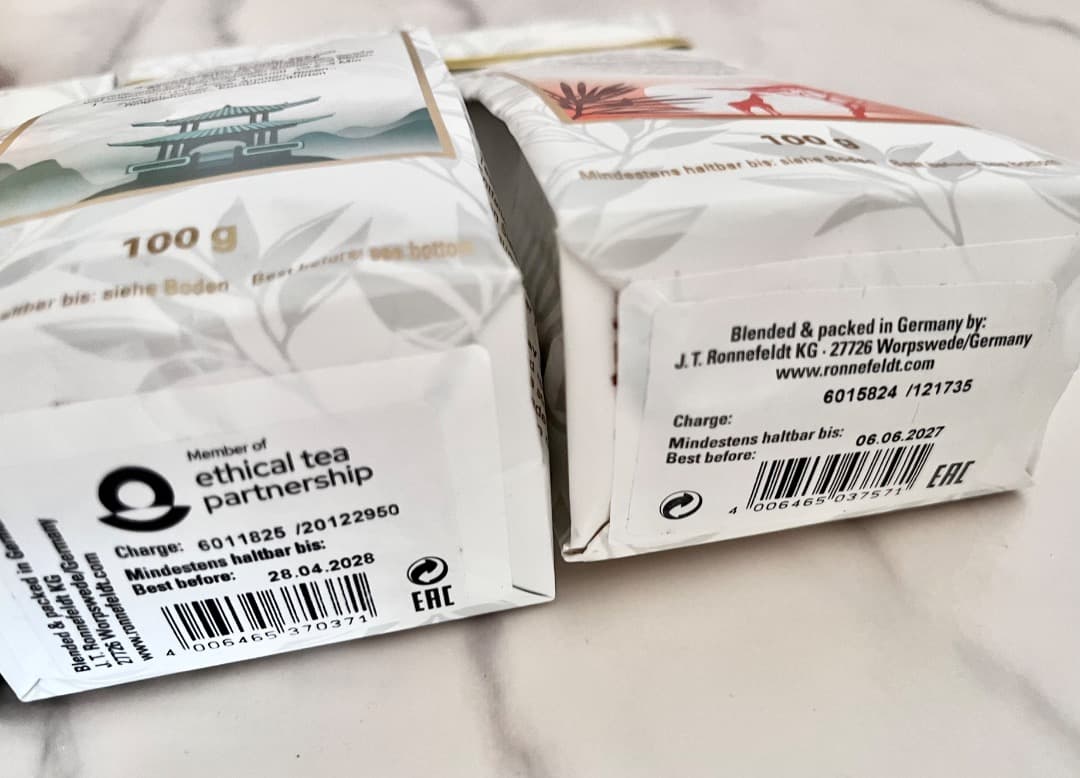 100 g
bis: siehe Boden Best before: see bottom
Member of
ethical tea
partnership
Charge: 6011825 /20122950
Mindestens haltbar bis:
Best before: 28.04.2028
4 006465 370371
EAC
Blended & packed in
J.T. Ronnefeldt KG
27726 Worpswede/Germany
www.ronnefeldt.com
100 g
Mindestens haltbar bis: siehe Boden
Blended & packed in Germany by:
J. T. Ronnefeldt KG · 27726 Worpswede/Germany
www.ronnefeldt.com
6015824 /121735
Charge:
Mindestens haltbar bis: 06.06.2027
Best before:
4 006465 037571
EAC